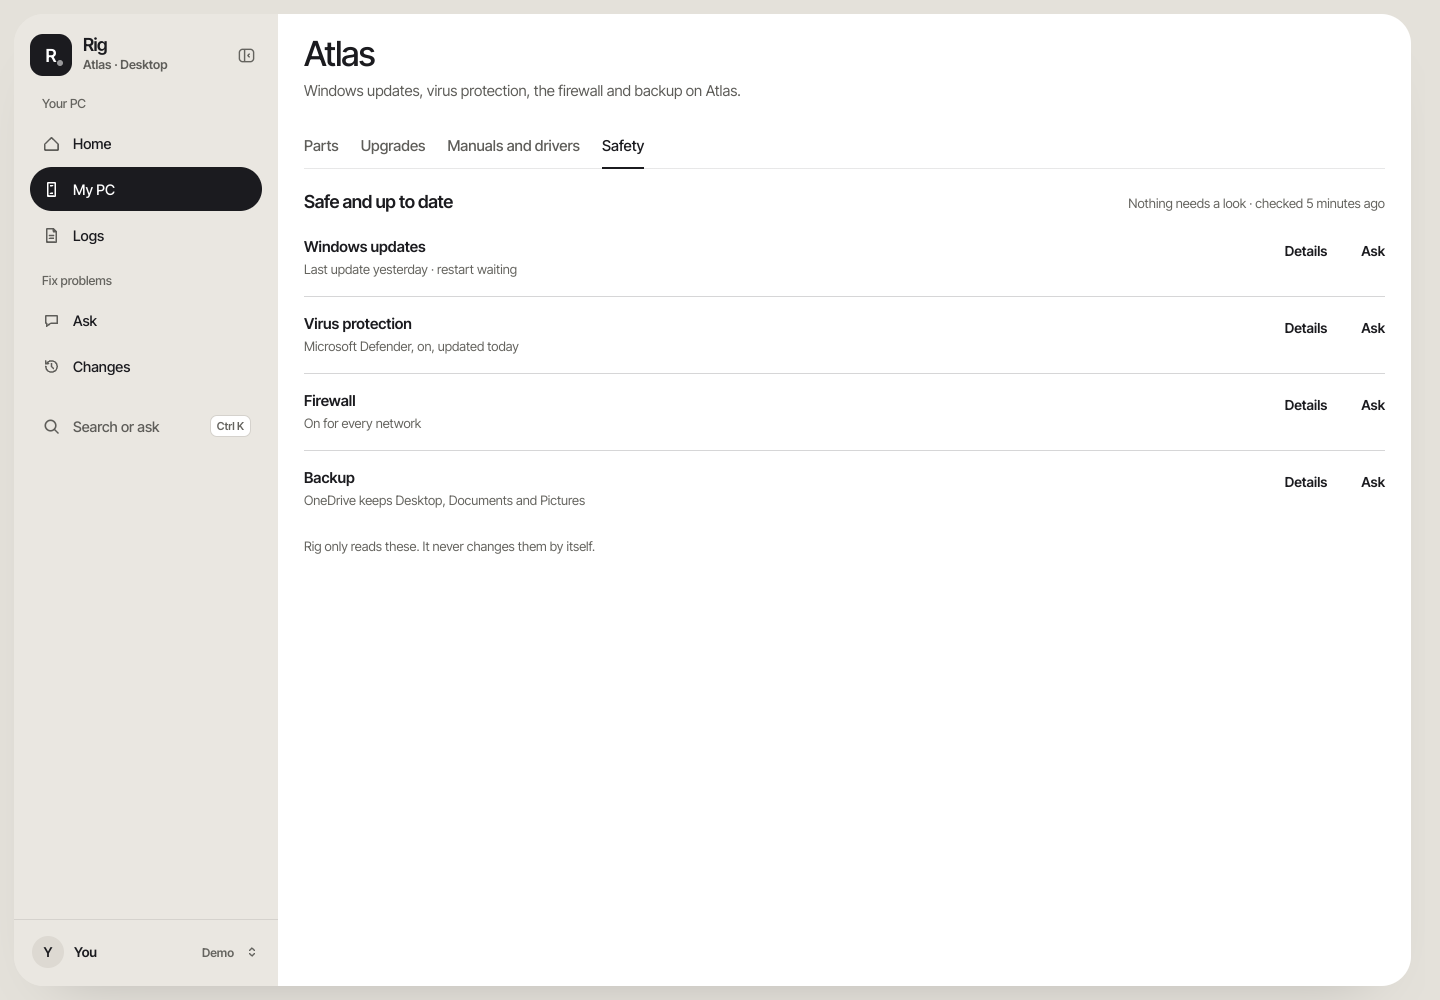 R.
Rig
Atlas · Desktop
Your PC
Home
My PC
Logs
Fix problems
Ask
Changes
Search or ask
Ctrl K
Y
You
Demo
Atlas
Windows updates, virus protection, the firewall and backup on Atlas.
Parts
Upgrades
Manuals and drivers
Safety
Safe and up to date
Nothing needs a look · checked 5 minutes ago
Windows updates
Last update yesterday · restart waiting
Details
Ask
Virus protection
Microsoft Defender, on, updated today
Details
Ask
Firewall
On for every network
Details
Ask
Backup
OneDrive keeps Desktop, Documents and Pictures
Details
Ask
Rig only reads these. It never changes them by itself.